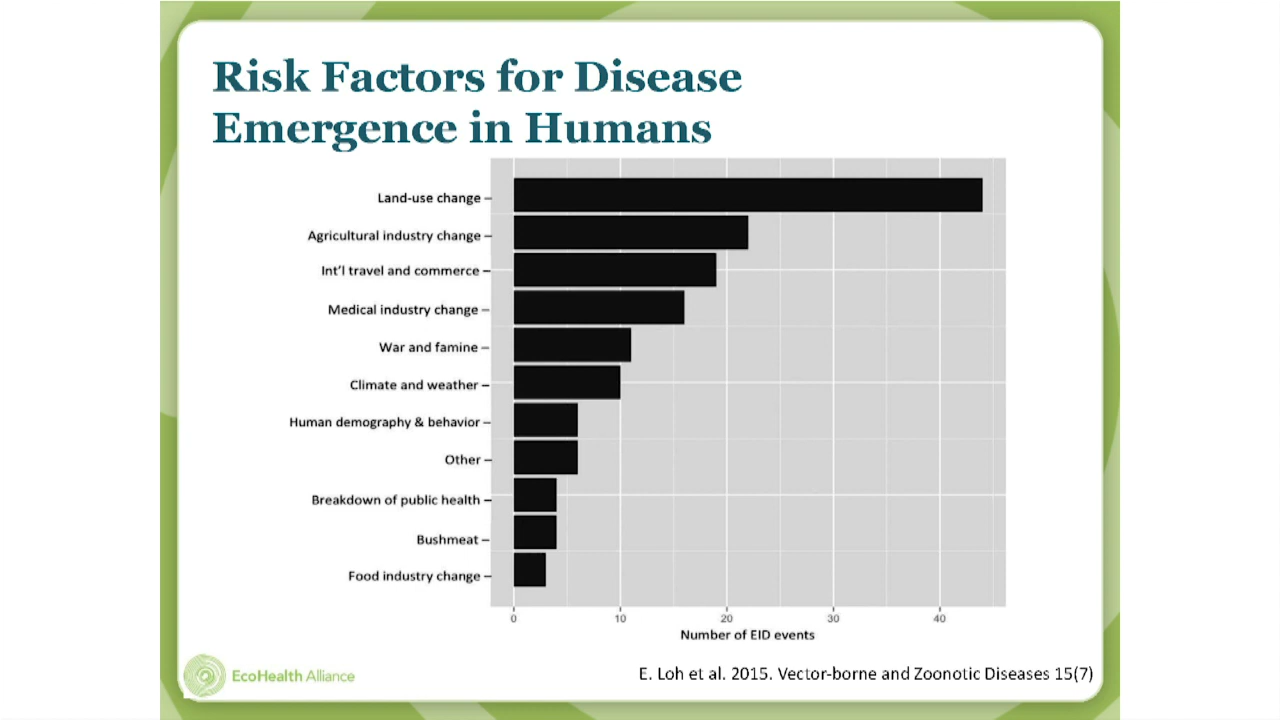 Risk Factors for Disease
Emergence in Humans
Land-use change
Agricultural industry change
Int'l travel and commerce
Medical industry change
War and famine
Climate and weather
Human demography & behavior
Other
Breakdown of public health
Bushmeat
Food industry change
0 10 20 30 40
Number of EID events
EcoHealth Alliance
E. Loh et al. 2015. Vector-borne and Zoonotic Diseases 15(7)